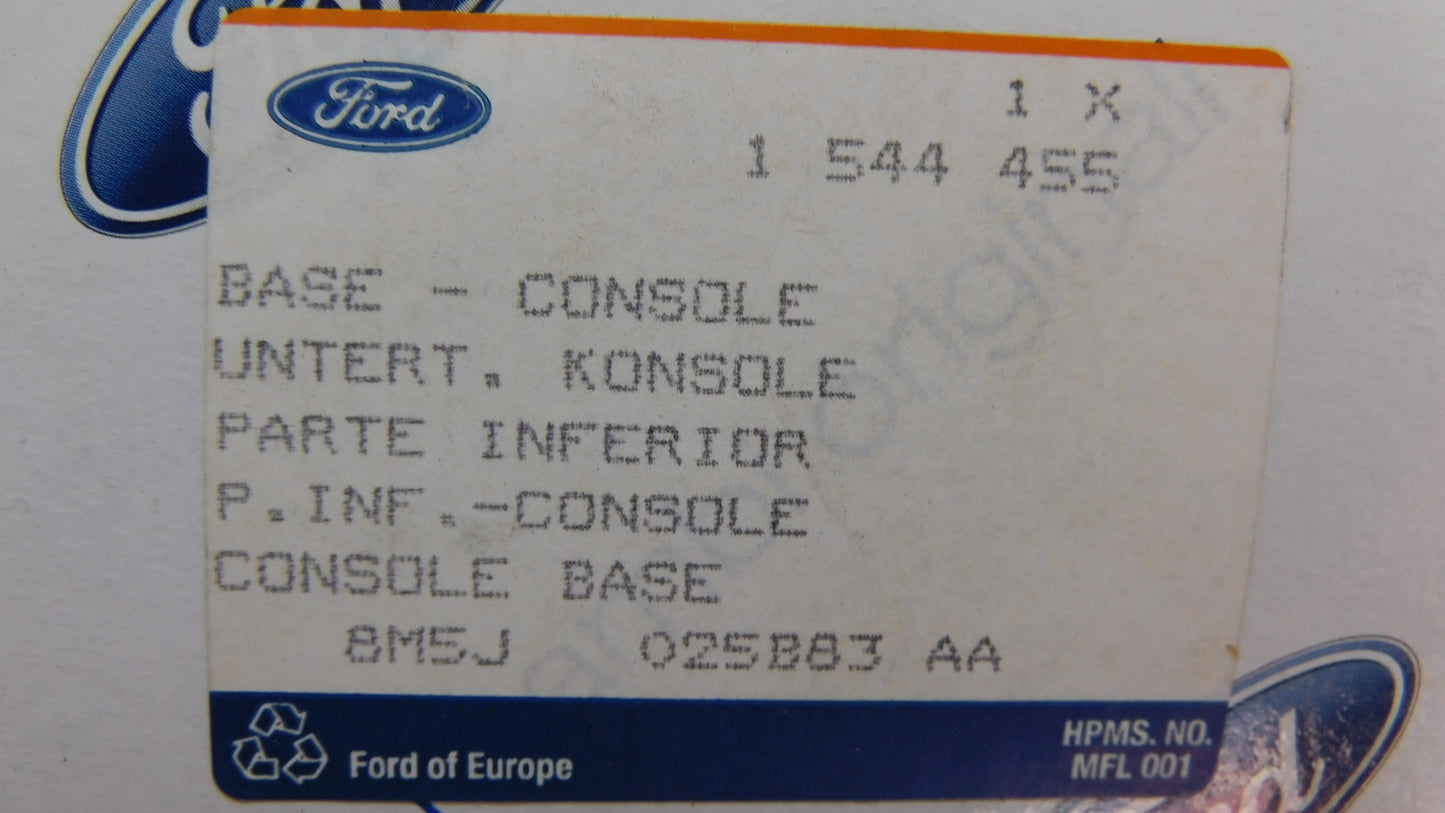 Ford
1 X
1 544 455
BASE - CONSOLE
UNTERT. KONSOLE
PARTE INFERIOR
P.INF.-CONSOLE
CONSOLE BASE
8M5J 025B83 AA
Ford of Europe
HPMS. NO.
MFL 001